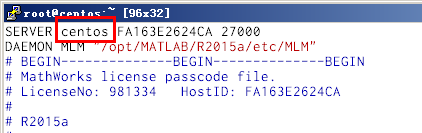 root@centos:~ [96x32]
SERVER centos FA163E2624CA 27000
DAEMON MLM "/opt/MATLAB/R2015a/etc/MLM"
# BEGIN--------------BEGIN--------------BEGIN
# MathWorks license passcode file.
# LicenseNo: 981334   HostID: FA163E2624CA
#
# R2015a